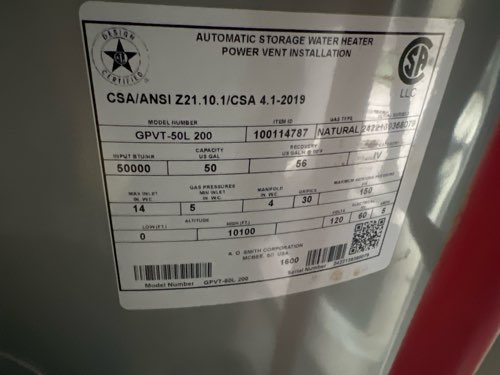 DESIGN
CERTIFIED
AUTOMATIC STORAGE WATER HEATER
POWER VENT INSTALLATION
LLC
CSA/ANSI Z21.10.1/CSA 4.1-2019
MODEL NUMBER ITEM ID GAS TYPE
GPVT-50L 200 100114787 NATURAL
INPUT BTU/HR CAPACITY US GAL RECOVERY
50000 50 56 IV
MAX INLET IN. W.C. GAS PRESSURES MIN INLET IN. W.C. MANIFOLD IN. W.C. ORIFICE MAXIMUM
14 5 4 30 150
LOW (FT) ALTITUDE HIGH (FT) VOLTS
0 10100 120 60 5
A. O. SMITH CORPORATION
MCBEE, SC USA
1600
Model Number GPVT-50L 200
Serial Number